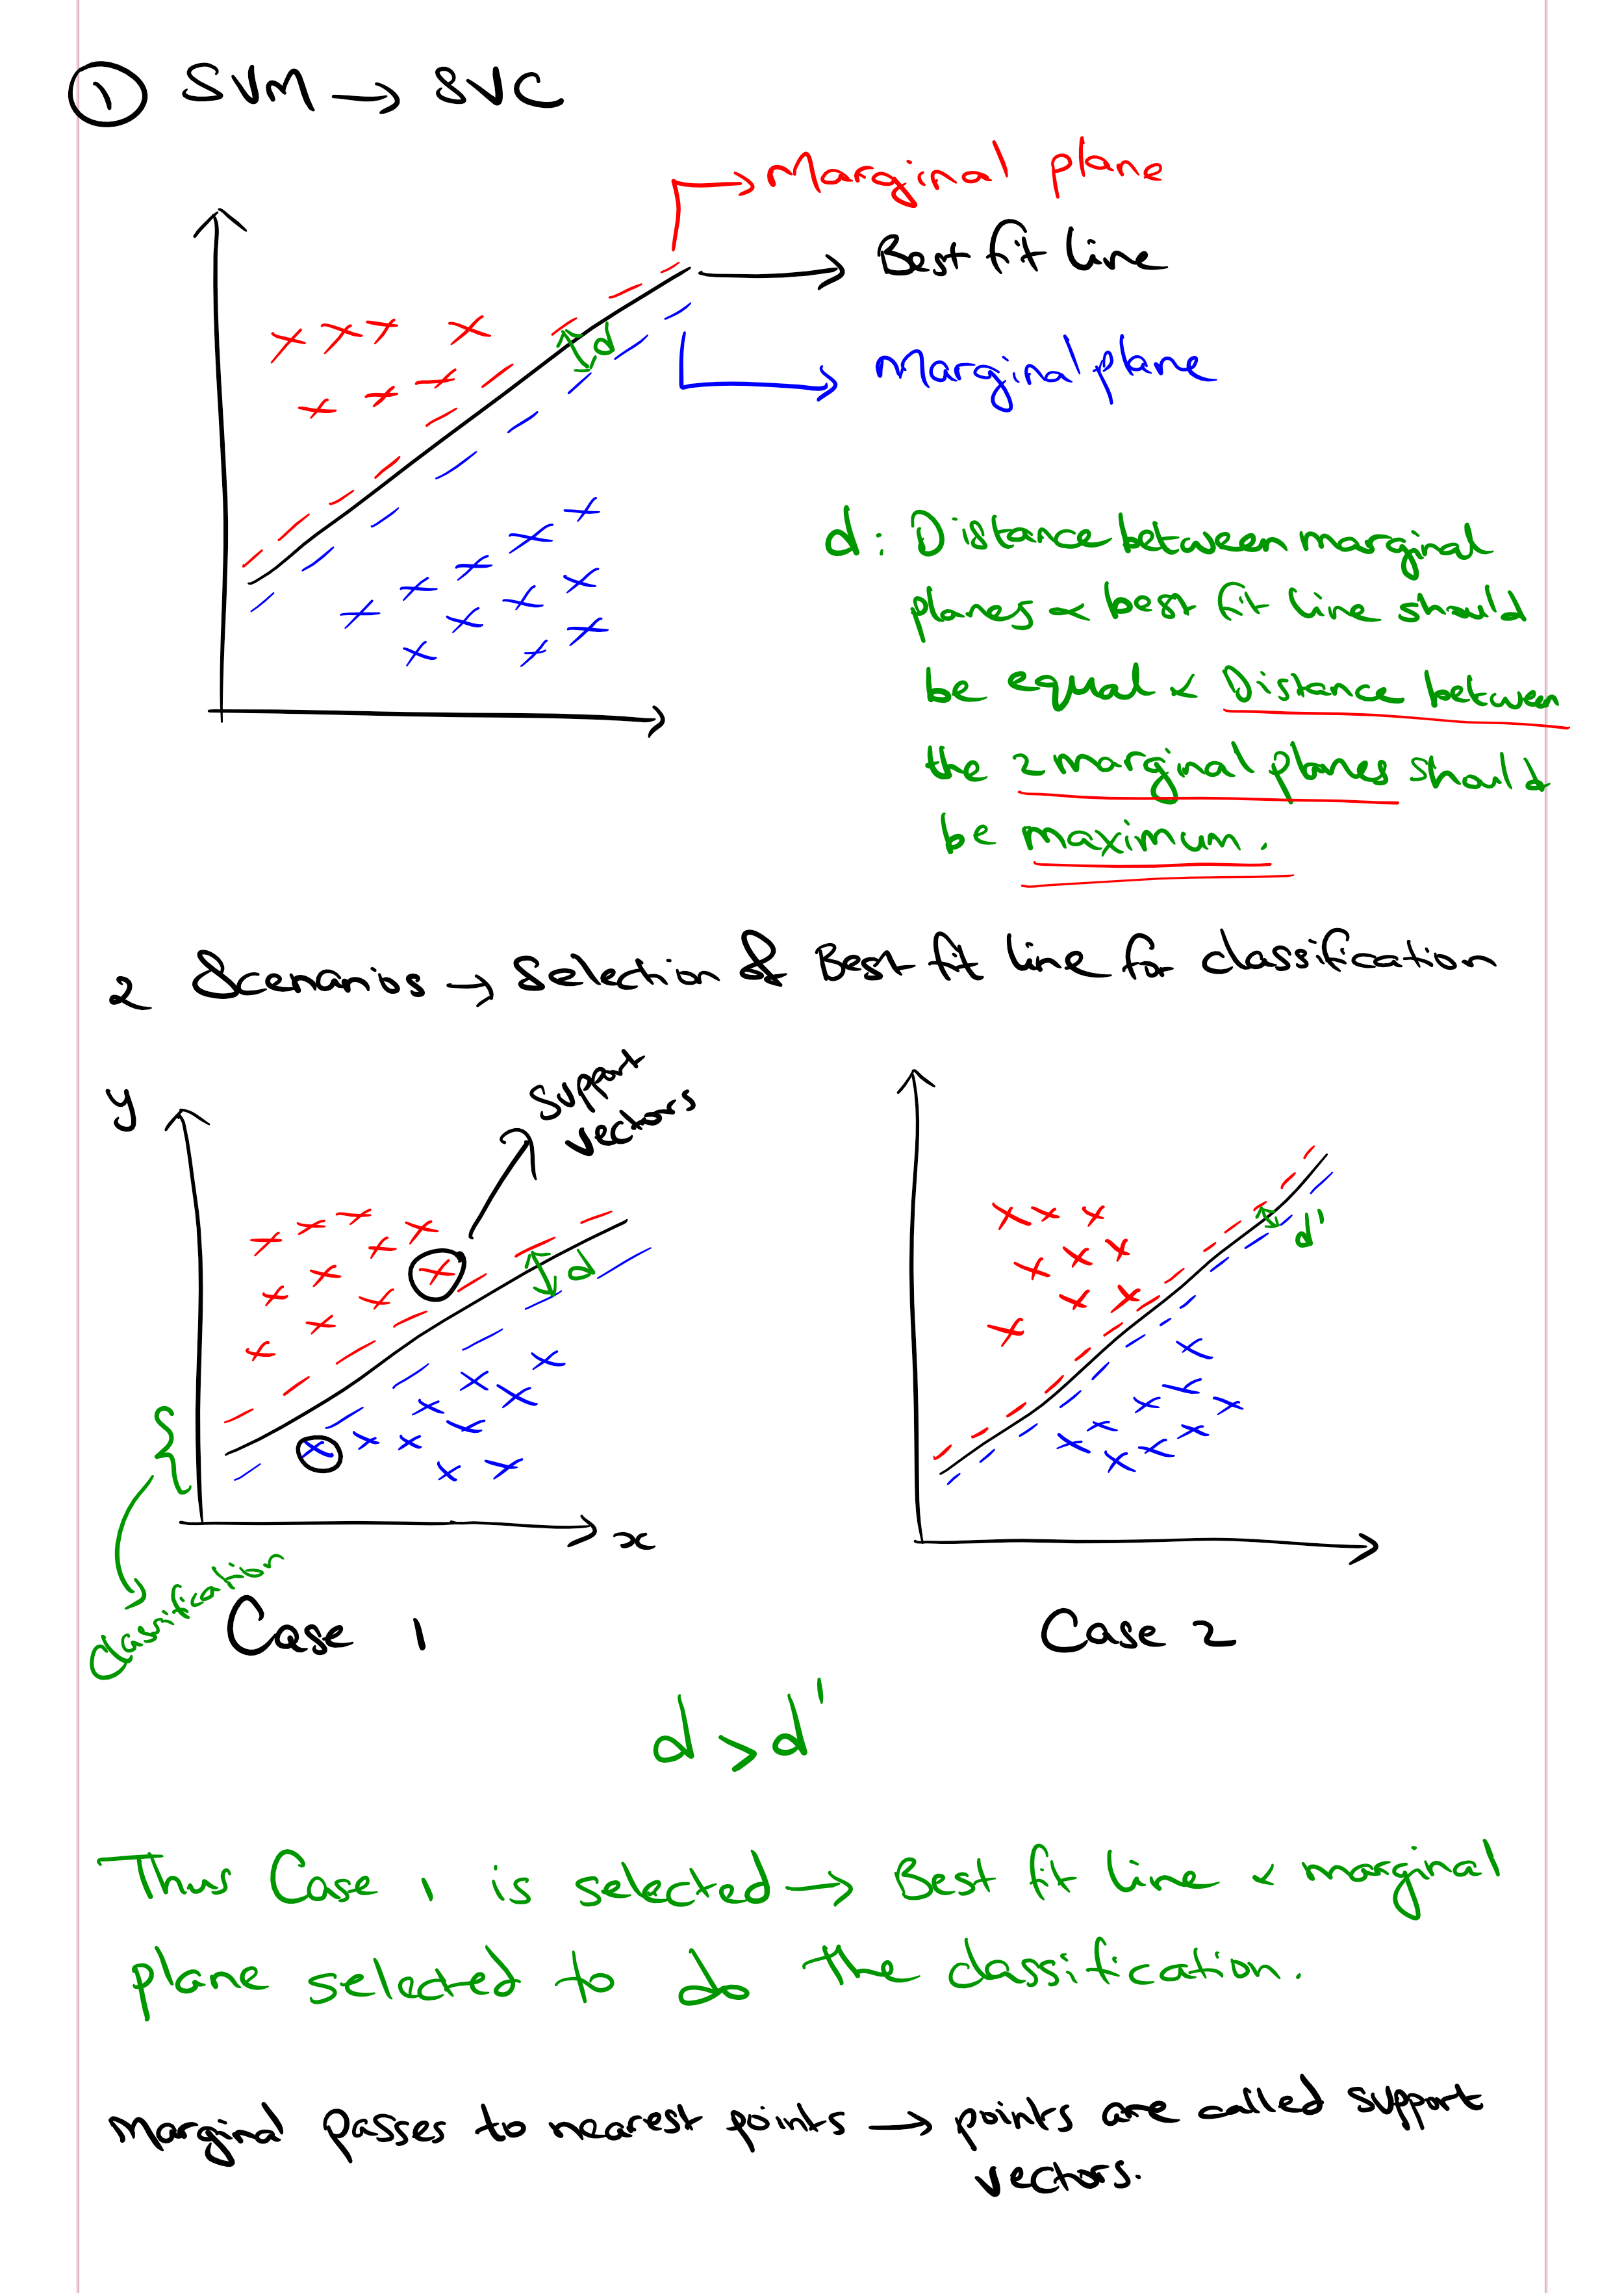 ① SVM → SVC
Marginal plane
Best fit line
Marginal plane
d
d: Distance between marginal
planes & best fit line should
be equal & Distance between
the 2 marginal planes should
be maximum.
2 Scenarios → Selection of Best fit line for classification
y
Support
vectors
d
d'
x
Classification
Case 1
Case 2
d > d'
Thus Case 1 is selected → Best fit line & marginal
plane selected to do the classification.
Marginal passes to nearest points → points are called support
vectors.